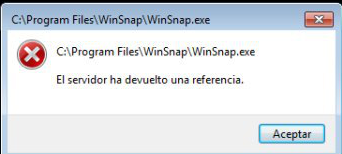 C:\Program Files\WinSnap\WinSnap.exe
C:\Program Files\WinSnap\WinSnap.exe
El servidor ha devuelto una referencia.
Aceptar